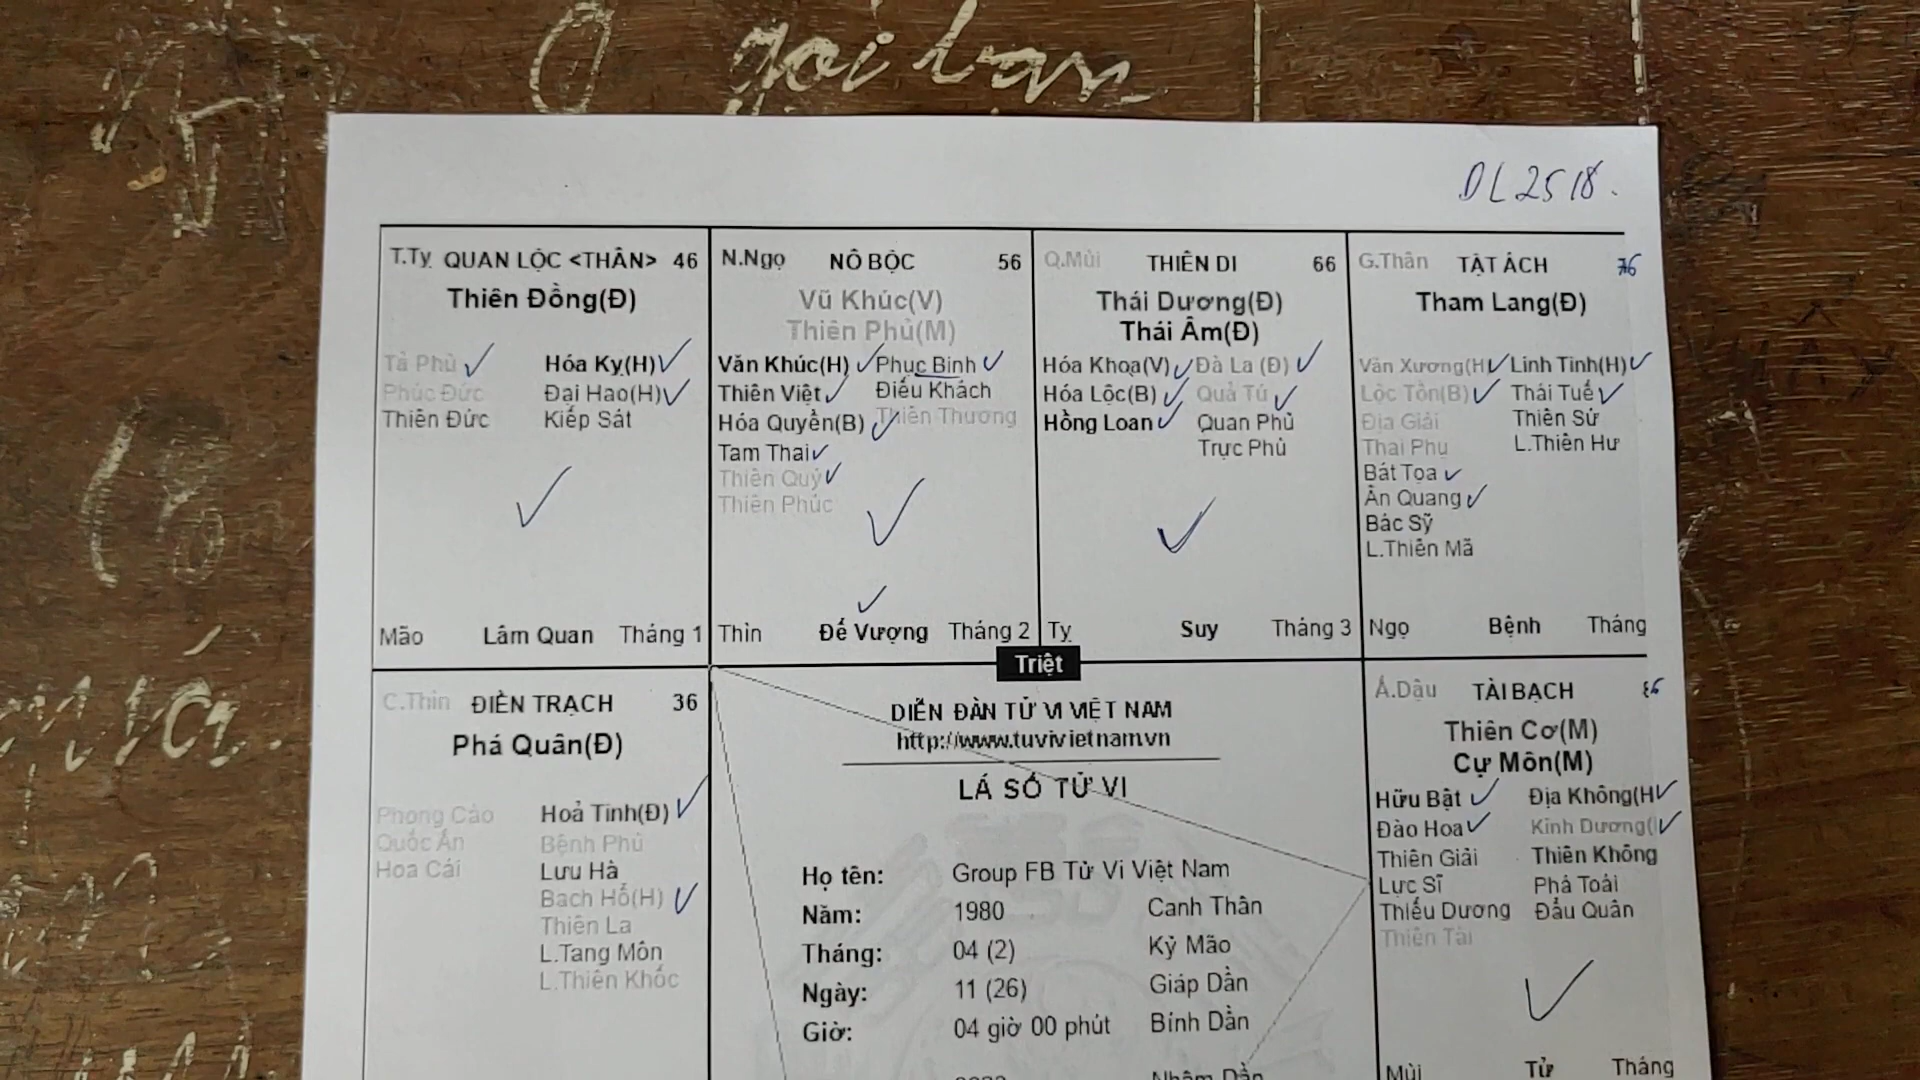 O gọi ban
DL2518.
T.Tỵ QUAN LỘC <THÂN> 46
Thiên Đồng(Đ)
Tả Phù
Phúc Đức
Thiên Đức
Hóa Kỵ(H)
Đại Hao(H)
Kiếp Sát
Mão Lâm Quan Tháng 1
N.Ngọ NÔ BỘC 56
Vũ Khúc(V)
Thiên Phủ(M)
Văn Khúc(H)
Thiên Việt
Hóa Quyền(B)
Tam Thai
Thiên Quý
Thiên Phúc
Phục Binh
Điếu Khách
Thiên Thương
Thìn Đế Vượng Tháng 2
Q.Mùi THIÊN DI 66
Thái Dương(Đ)
Thái Âm(Đ)
Hóa Khoa(V)
Hóa Lộc(B)
Hồng Loan
Đà La (Đ)
Quả Tú
Quan Phù
Trực Phù
Tỵ Suy Tháng 3
G.Thân TẬT ÁCH 76
Tham Lang(Đ)
Văn Xương(H
Lộc Tồn(B)
Địa Giải
Thai Phụ
Bát Tọa
Ân Quang
Bác Sỹ
L.Thiên Mã
Linh Tinh(H)
Thái Tuế
Thiên Sứ
L.Thiên Hư
Ngọ Bệnh Tháng
Triệt
C.Thìn ĐIỀN TRẠCH 36
Phá Quân(Đ)
Phong Cáo
Quốc Ấn
Hoa Cái
Hoả Tinh(Đ)
Bệnh Phù
Lưu Hà
Bạch Hổ(H)
Thiên La
L.Tang Môn
L.Thiên Khốc
DIỄN ĐÀN TỬ VI VIỆT NAM
http://www.tuvivietnam.vn
LÁ SỐ TỬ VI
Họ tên: Group FB Tử Vi Việt Nam
Năm: 1980 Canh Thân
Tháng: 04 (2) Kỷ Mão
Ngày: 11 (26) Giáp Dần
Giờ: 04 giờ 00 phút Bính Dần
Nhâm Dần
Ấ.Dậu TÀI BẠCH 86
Thiên Cơ(M)
Cự Môn(M)
Hữu Bật
Đào Hoa
Thiên Giải
Lực Sĩ
Thiếu Dương
Thiên Tài
Địa Không(H
Kình Dương(
Thiên Không
Phá Toái
Đẩu Quân
Mùi Tử Tháng